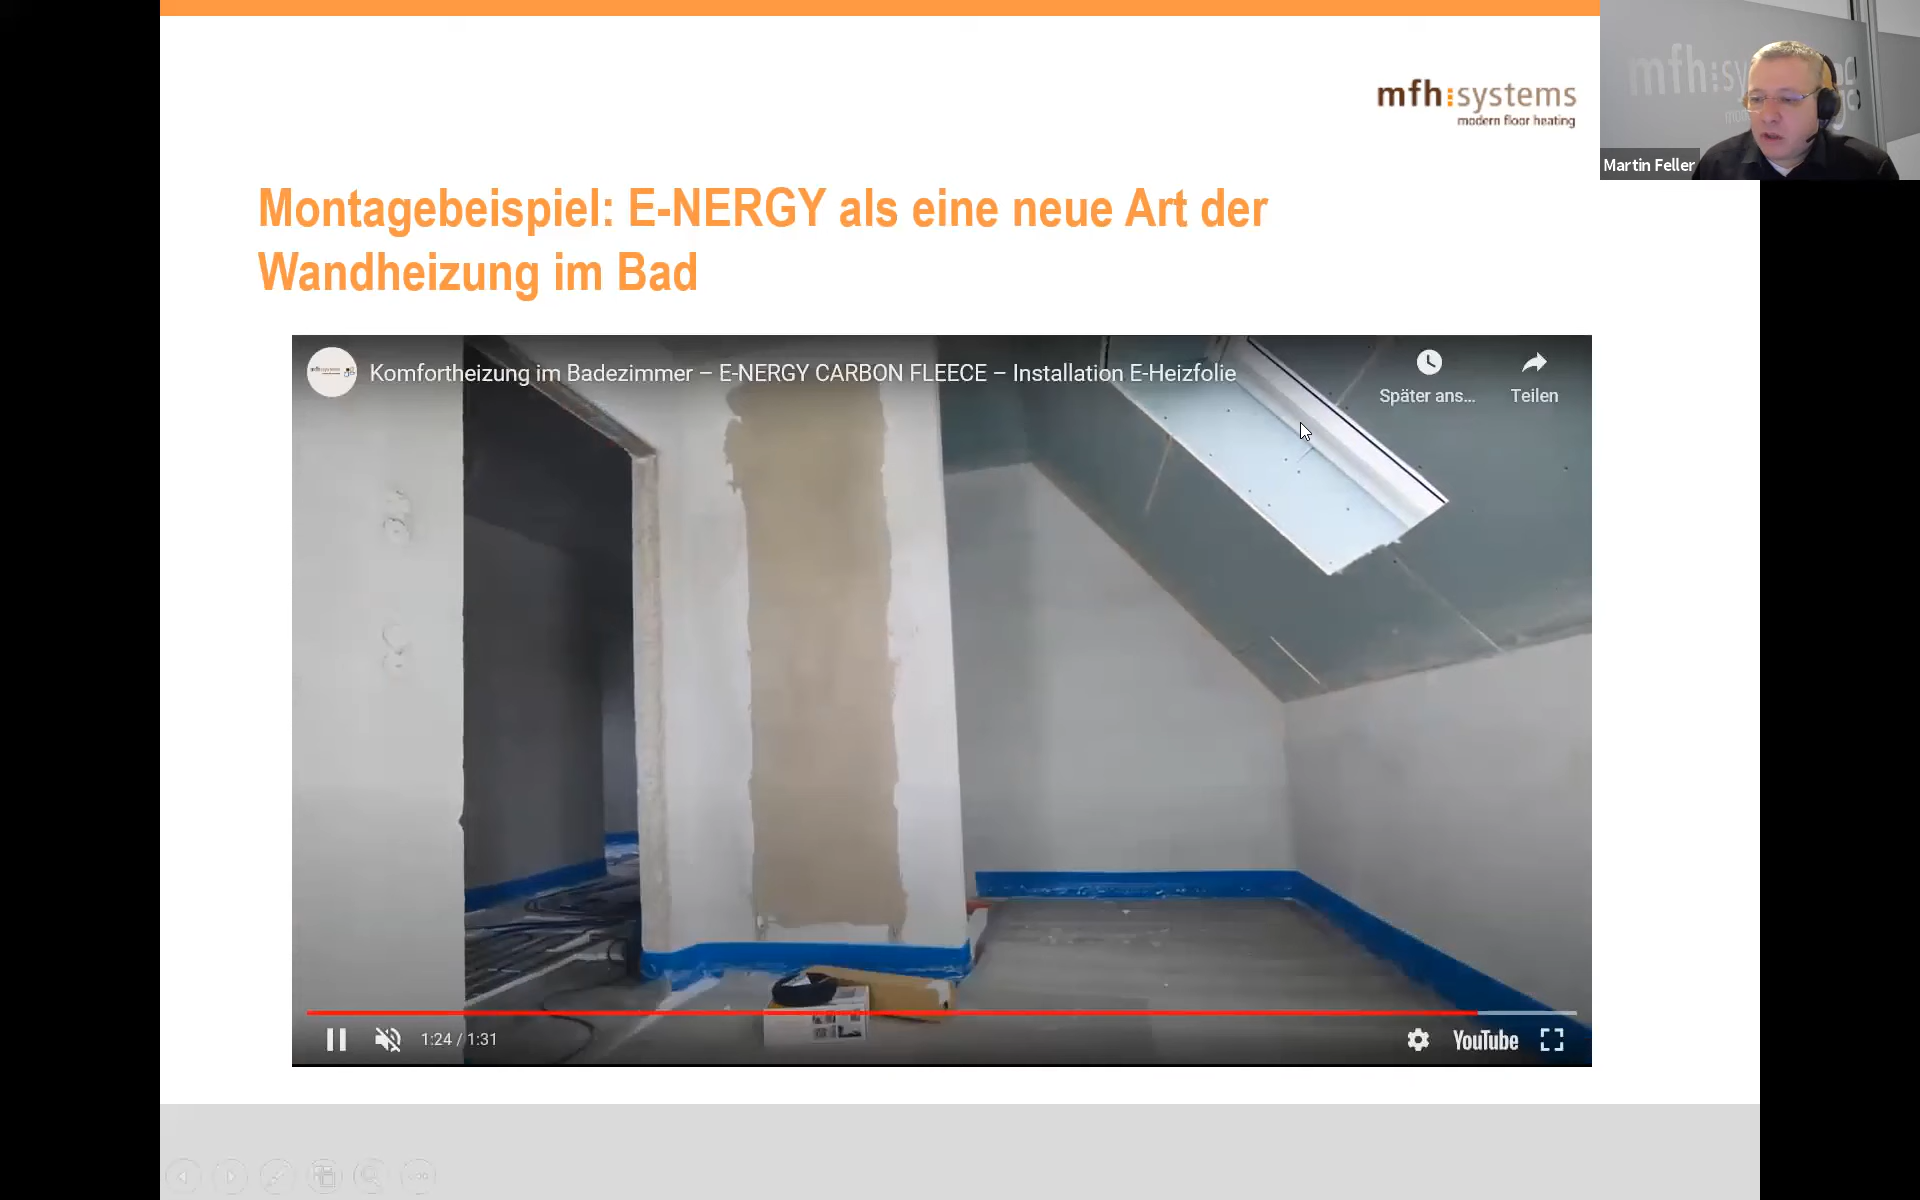 mfh:systems
modern floor heating
Martin Feller
Montagebeispiel: E-NERGY als eine neue Art der
Wandheizung im Bad
Komfortheizung im Badezimmer – E-NERGY CARBON FLEECE – Installation E-Heizfolie
Später ans...
Teilen
1:24 / 1:31
YouTube